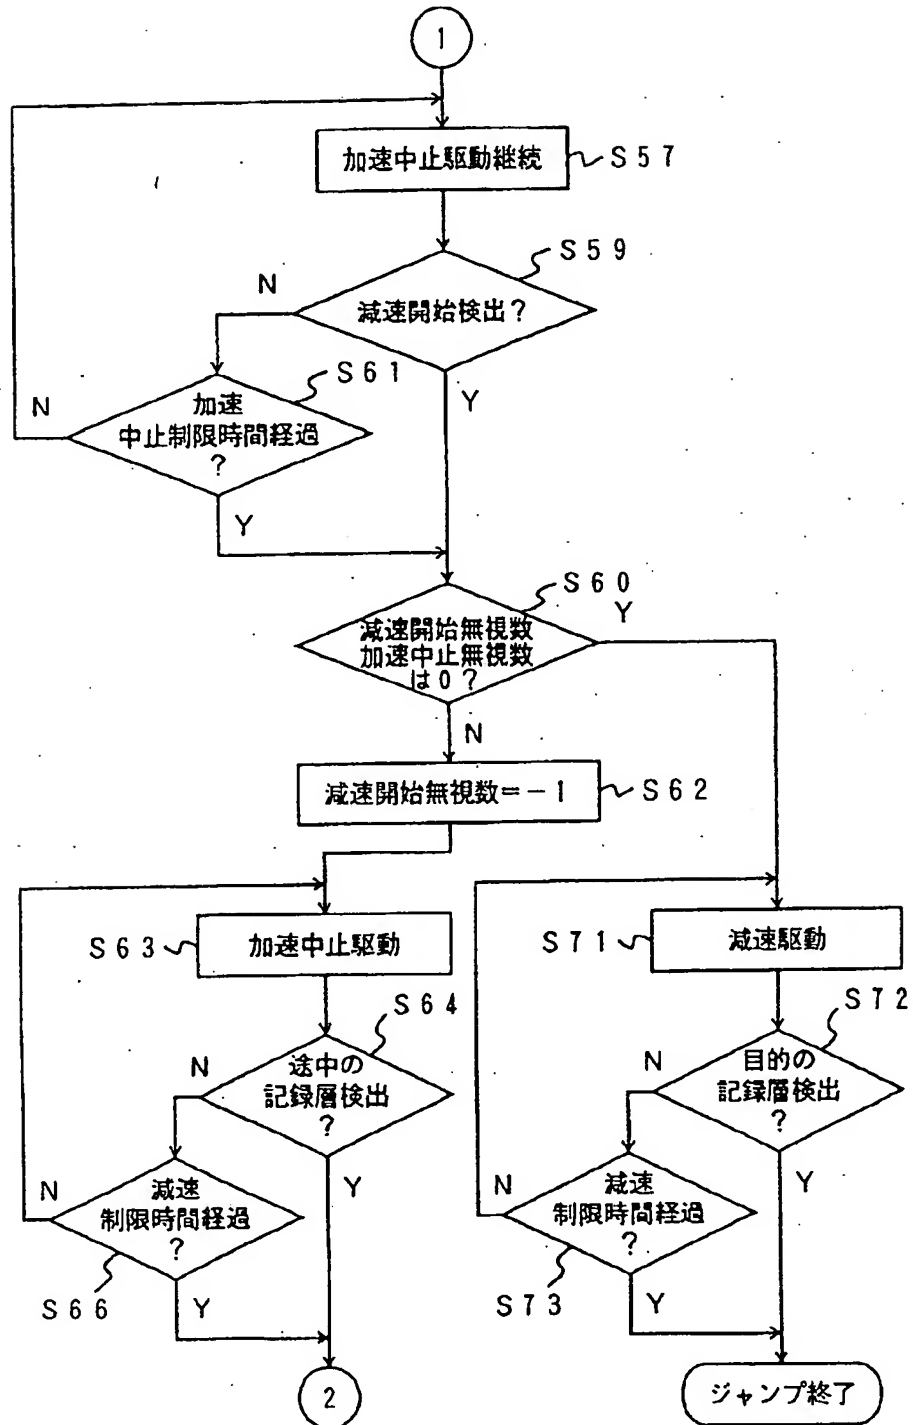 1
加速中止駆動継続
S57
S59
N
減速開始検出?
S61
Y
N
加速
中止制限時間経過
?
Y
S60
Y
減速開始無視数
加速中止無視数
は0?
N
減速開始無視数=-1
S62
S63
加速中止駆動
S71
減速駆動
S64
S72
N
途中の
記録層検出
?
N
目的の
記録層検出
?
Y
Y
N
減速
制限時間経過
?
N
減速
制限時間経過
?
S66
Y
S73
Y
2
ジャンプ終了